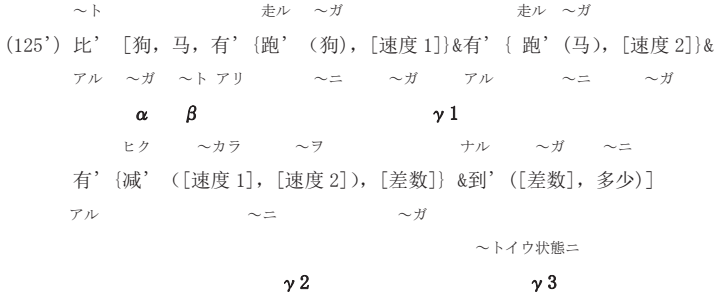 ～ト 走ル ～ガ 走ル ～ガ
(125’) 比’ [狗，马，有’ {跑’ （狗）, [速度 1]}&有’ { 跑’ (马)，[速度 2]}&
アル ～ガ ～ト アリ ～ニ ～ガ アル ～ニ ～ガ
α β γ1
ヒク ～カラ ～ヲ ナル ～ガ ～ニ
有’ {减’ （[速度 1]，[速度 2]），[差数]} &到’ ([差数]，多少)]
アル ～ニ ～ガ
～トイウ状態ニ
γ2 γ3